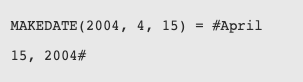 MAKEDATE(2004, 4, 15) = #April
15, 2004#